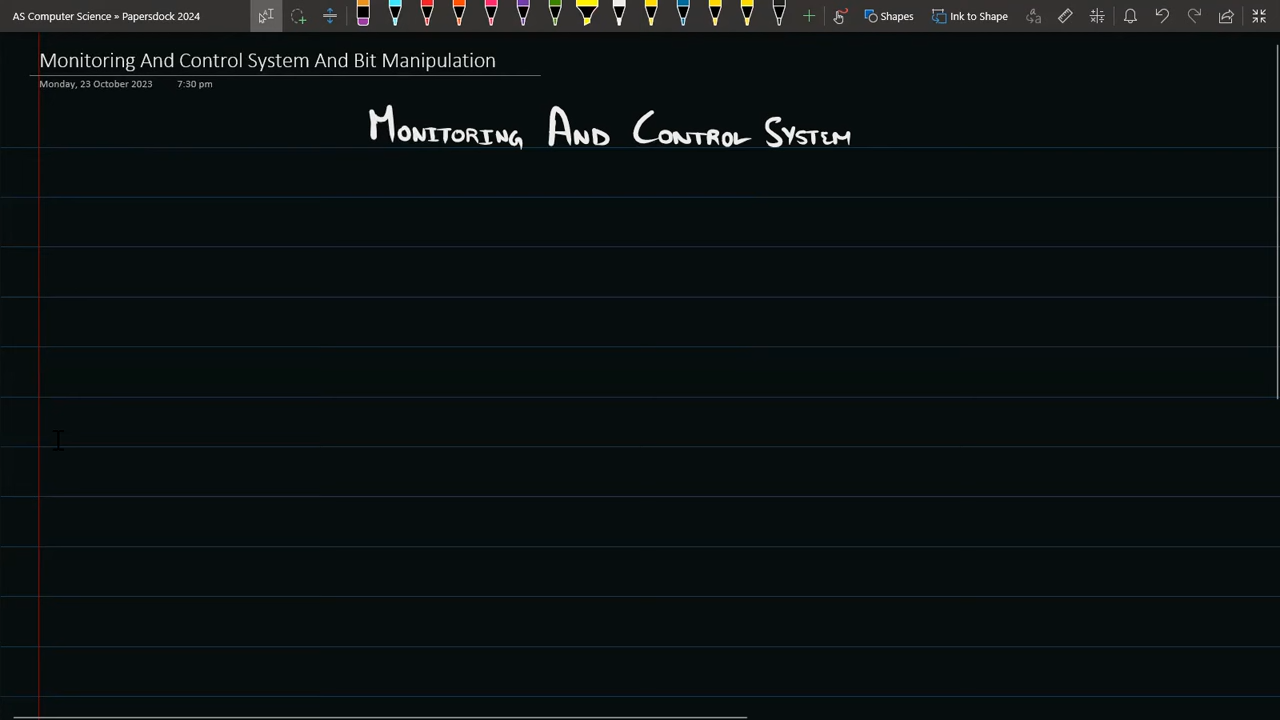 AS Computer Science » Papersdock 2024
Shapes
Ink to Shape
Monitoring And Control System And Bit Manipulation
Monday, 23 October 2023 7:30 pm
MONITORING AND CONTROL SYSTEM